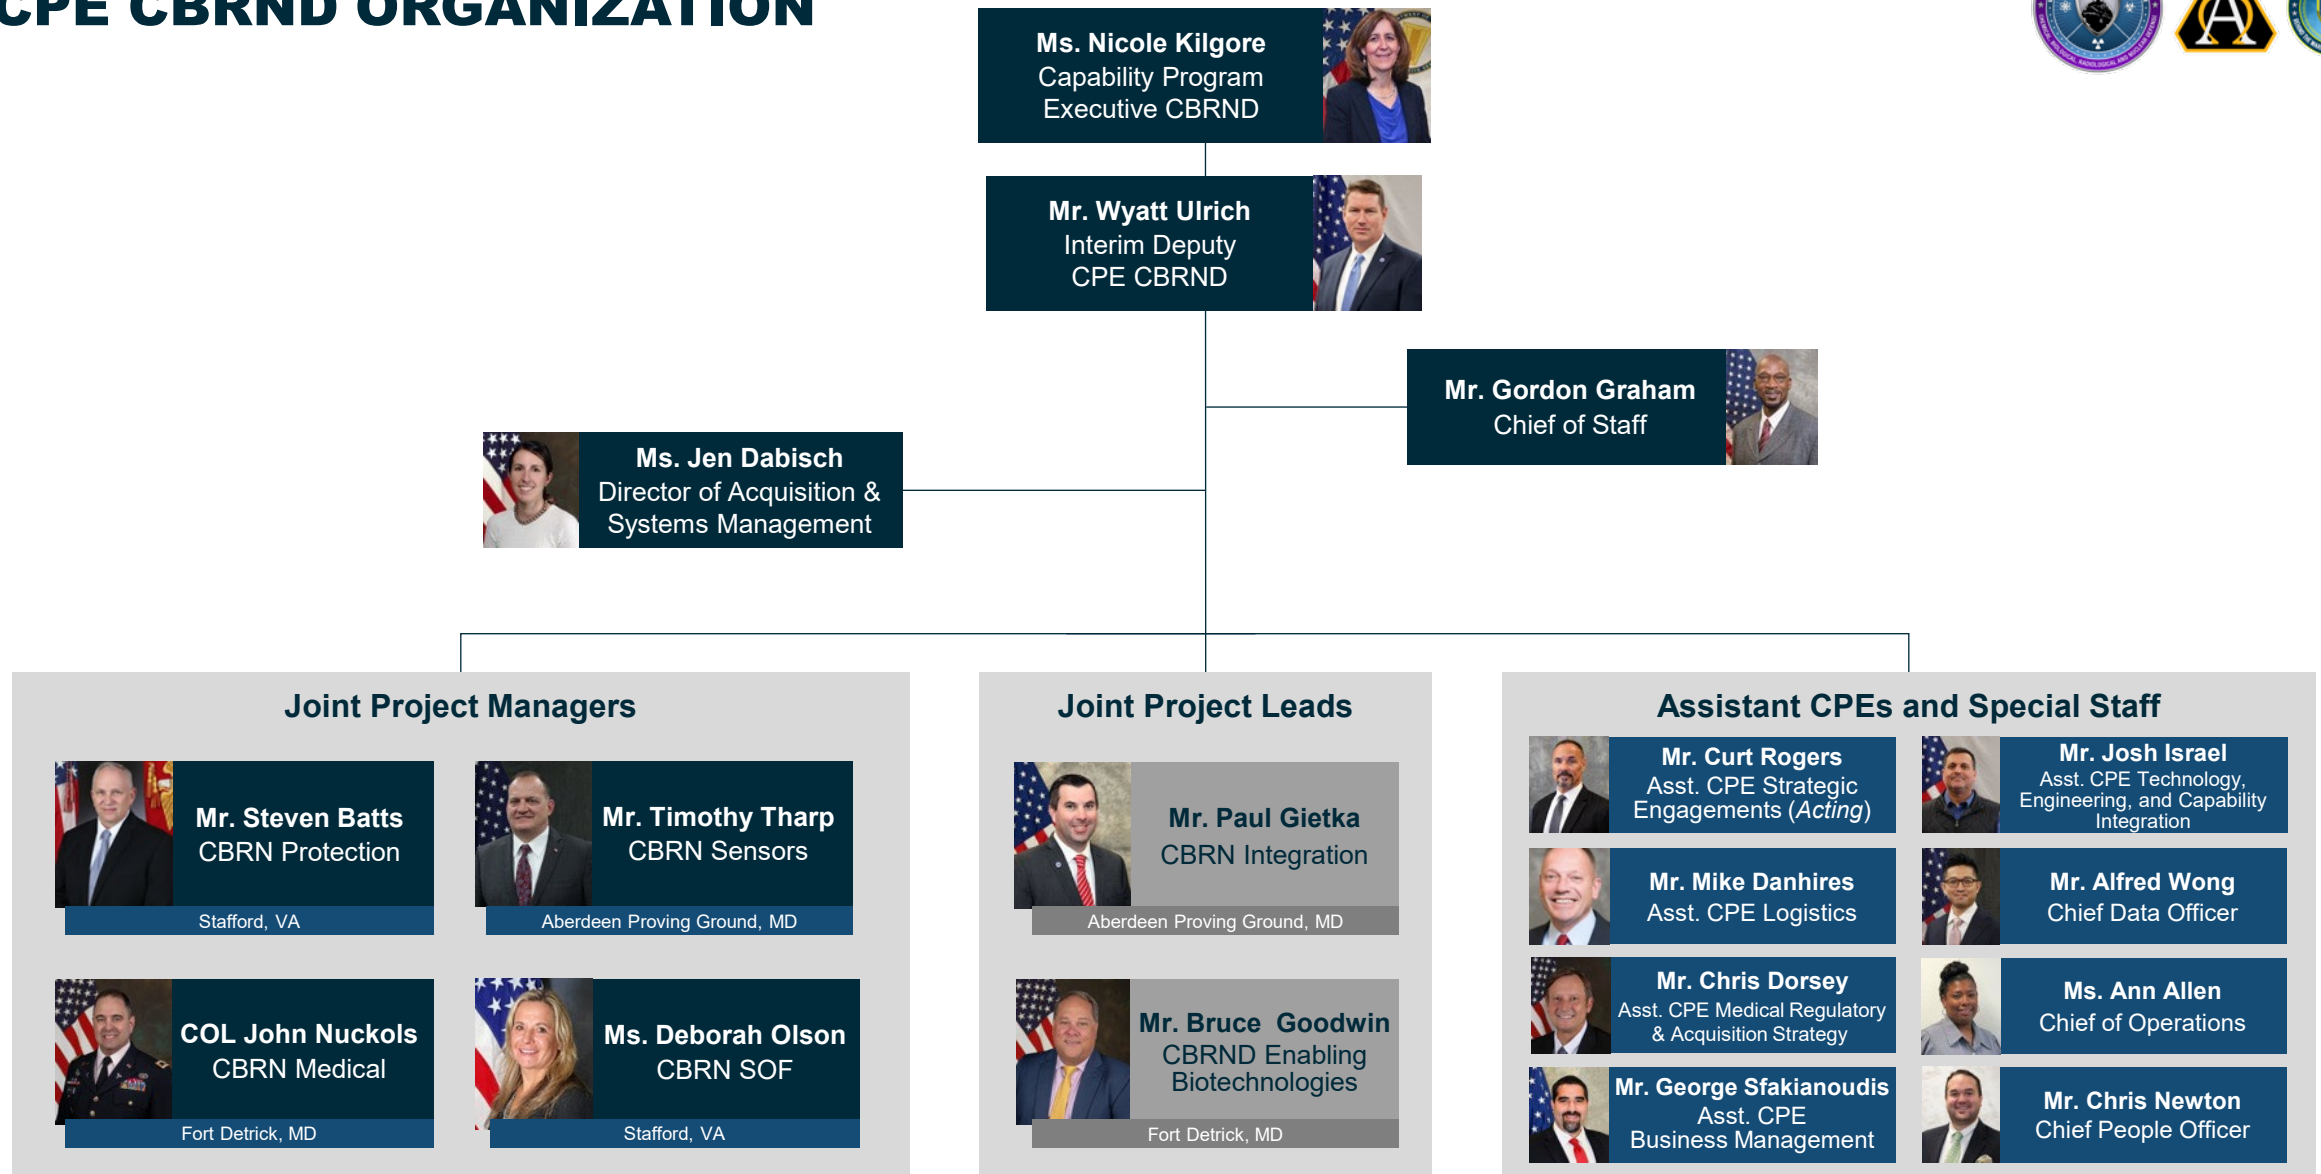 CPE CBRND ORGANIZATION
Ms. Nicole Kilgore
Capability Program
Executive CBRND
Mr. Wyatt Ulrich
Interim Deputy
CPE CBRND
Mr. Gordon Graham
Chief of Staff
Ms. Jen Dabisch
Director of Acquisition &
Systems Management
Joint Project Managers
Mr. Steven Batts
CBRN Protection
Stafford, VA
Mr. Timothy Tharp
CBRN Sensors
Aberdeen Proving Ground, MD
COL John Nuckols
CBRN Medical
Fort Detrick, MD
Ms. Deborah Olson
CBRN SOF
Stafford, VA
Joint Project Leads
Mr. Paul Gietka
CBRN Integration
Aberdeen Proving Ground, MD
Mr. Bruce  Goodwin
CBRND Enabling
Biotechnologies
Fort Detrick, MD
Assistant CPEs and Special Staff
Mr. Curt Rogers
Asst. CPE Strategic
Engagements (Acting)
Mr. Josh Israel
Asst. CPE Technology,
Engineering, and Capability
Integration
Mr. Mike Danhires
Asst. CPE Logistics
Mr. Alfred Wong
Chief Data Officer
Mr. Chris Dorsey
Asst. CPE Medical Regulatory
& Acquisition Strategy
Ms. Ann Allen
Chief of Operations
Mr. George Sfakianoudis
Asst. CPE
Business Management
Mr. Chris Newton
Chief People Officer